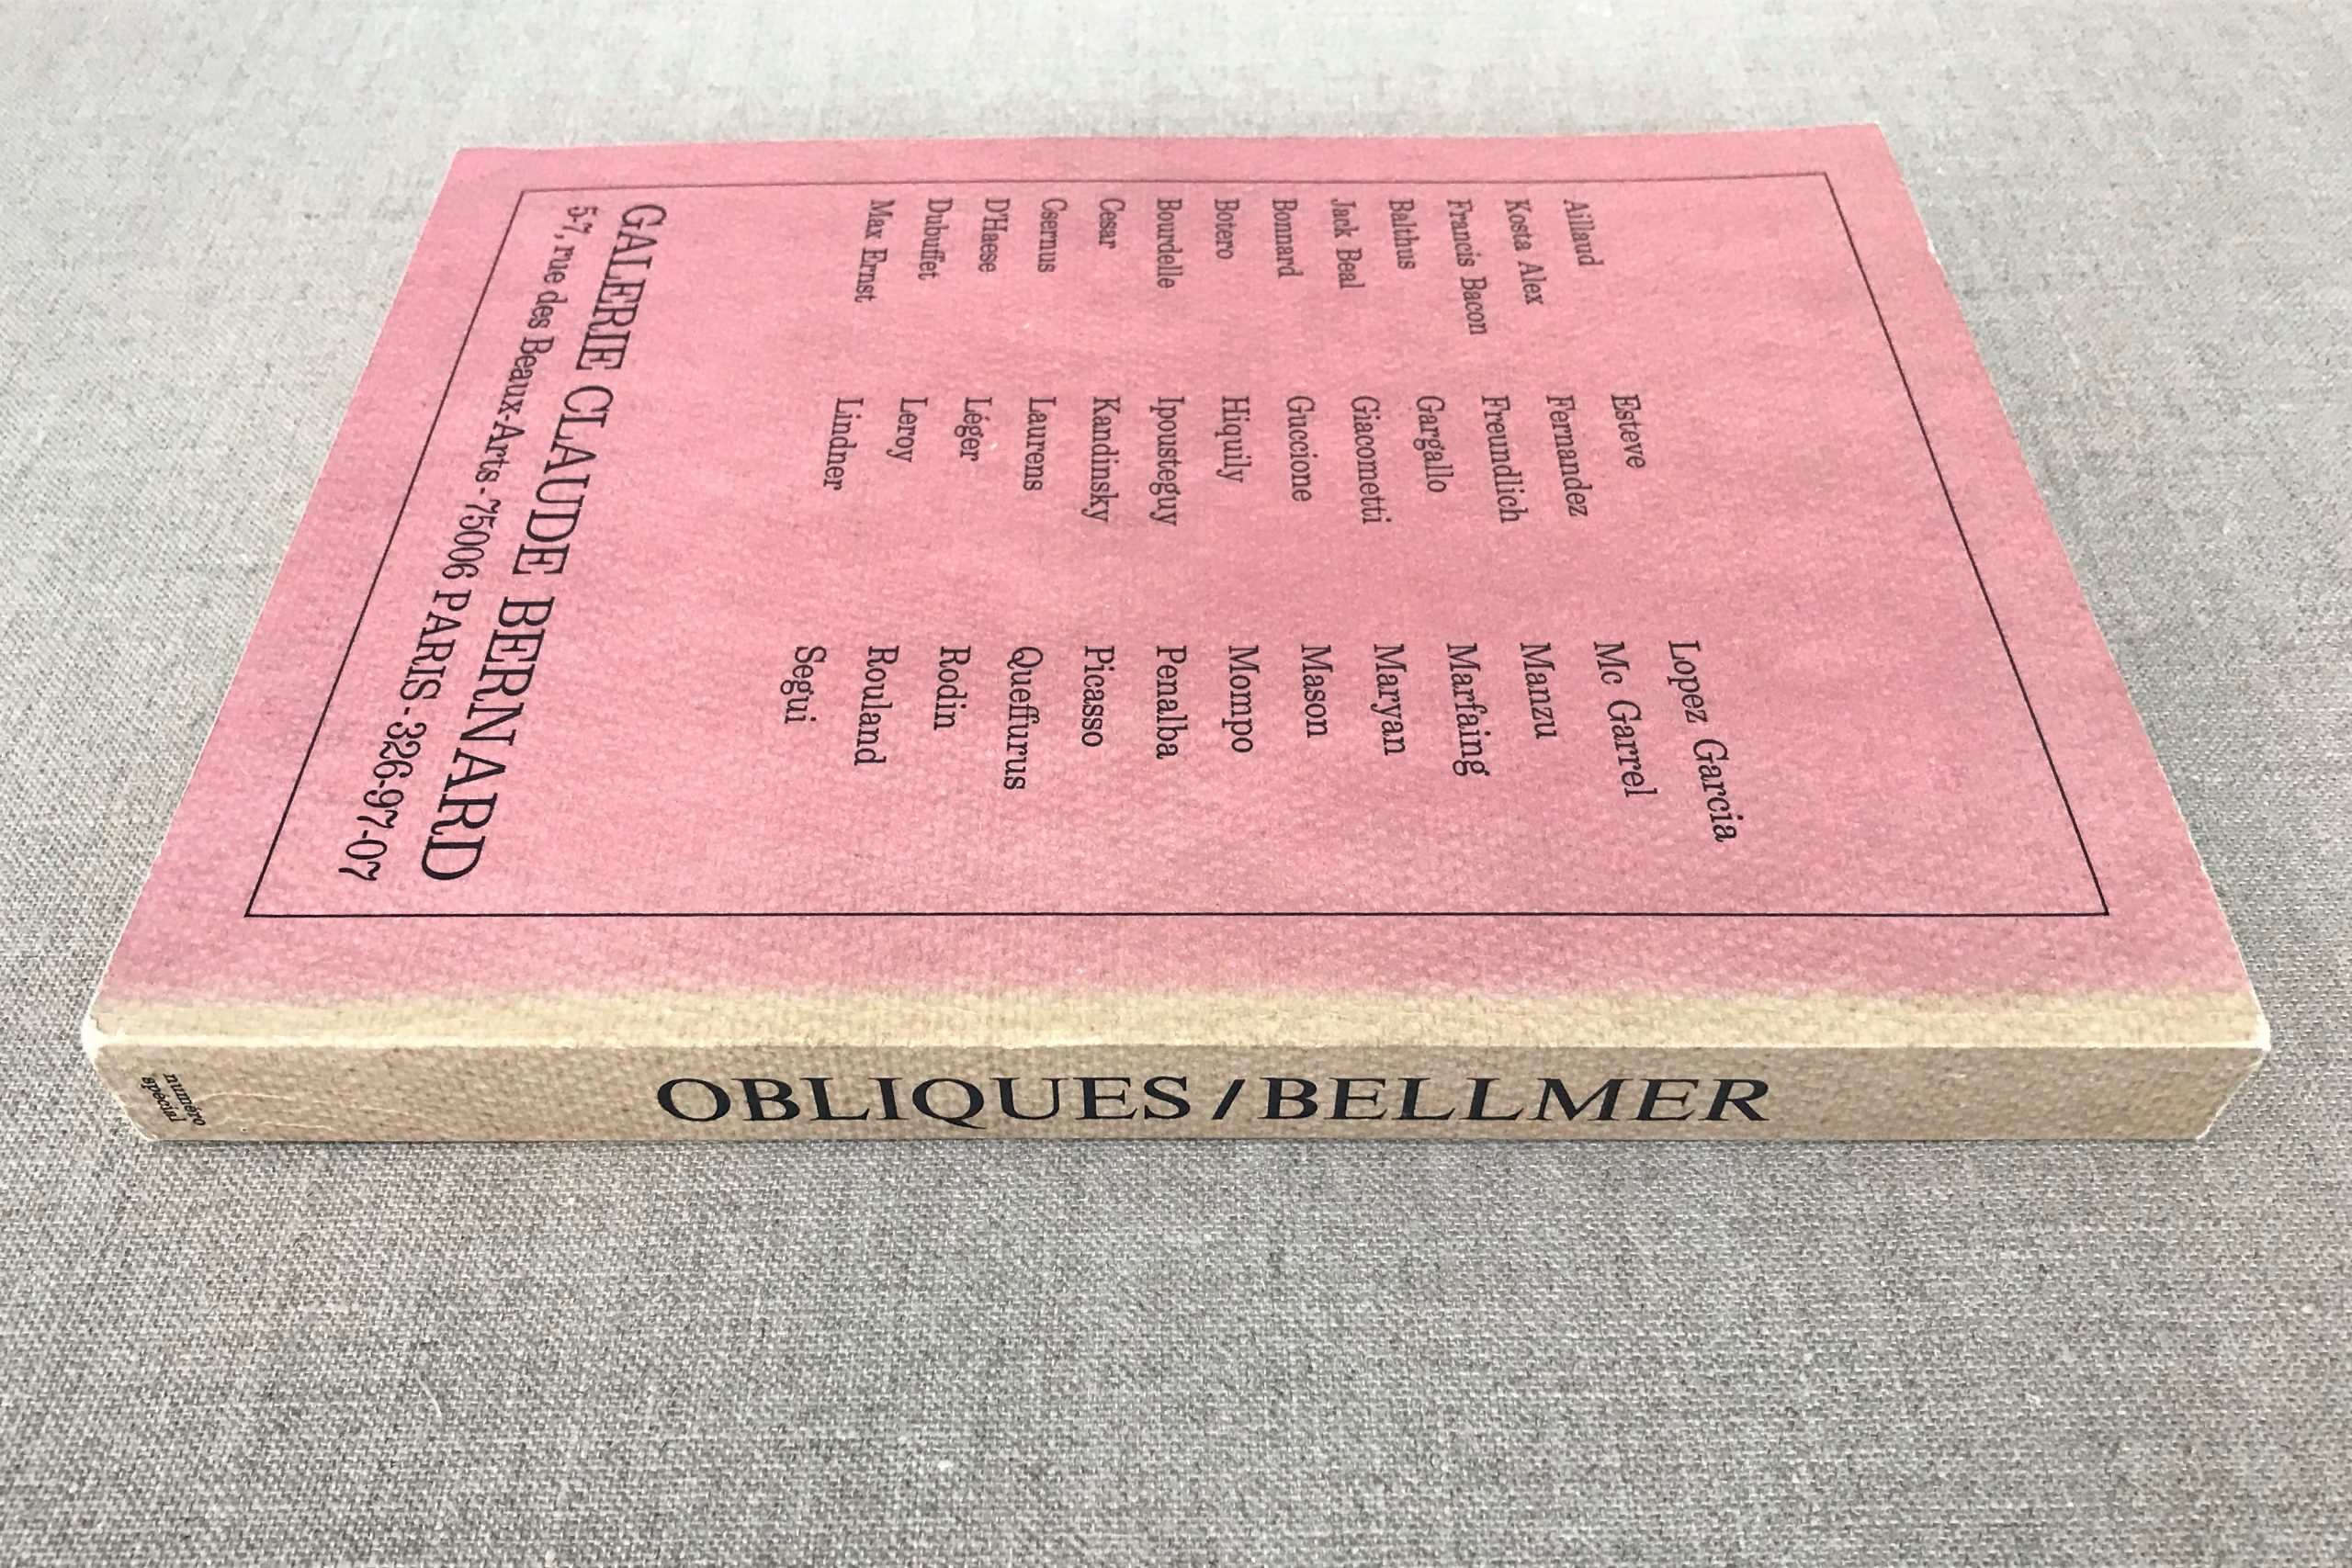 Aillaud
Kosta Alex
Francis Bacon
Balthus
Jack Beal
Bonnard
Botero
Bourdelle
Cesar
Csernus
D'Haese
Dubuffet
Max Ernst
Esteve
Fernandez
Freundlich
Gargallo
Giacometti
Guccione
Hiquily
Ipousteguy
Kandinsky
Laurens
Léger
Leroy
Lindner
Lopez Garcia
Mc Garrel
Manzu
Marfaing
Maryan
Mason
Mompo
Penalba
Picasso
Queffurus
Rodin
Rouland
Segui
GALERIE CLAUDE BERNARD
5-7, rue des Beaux-Arts - 75006 PARIS - 326-97-07
OBLIQUES / BELLMER
numéro
spécial